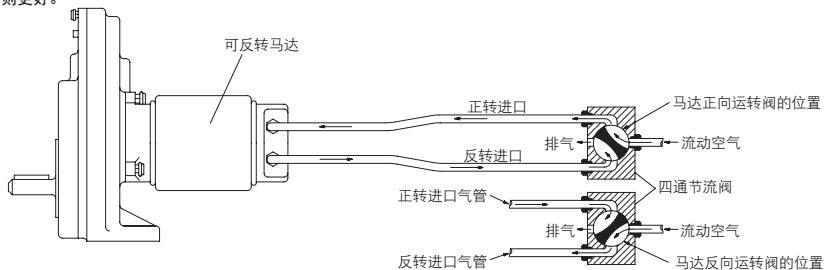 则更好。
可反转马达
正转进口
马达正向运转阀的位置
排气
流动空气
反转进口
四通节流阀
正转进口气管
排气
流动空气
反转进口气管
马达反向运转阀的位置